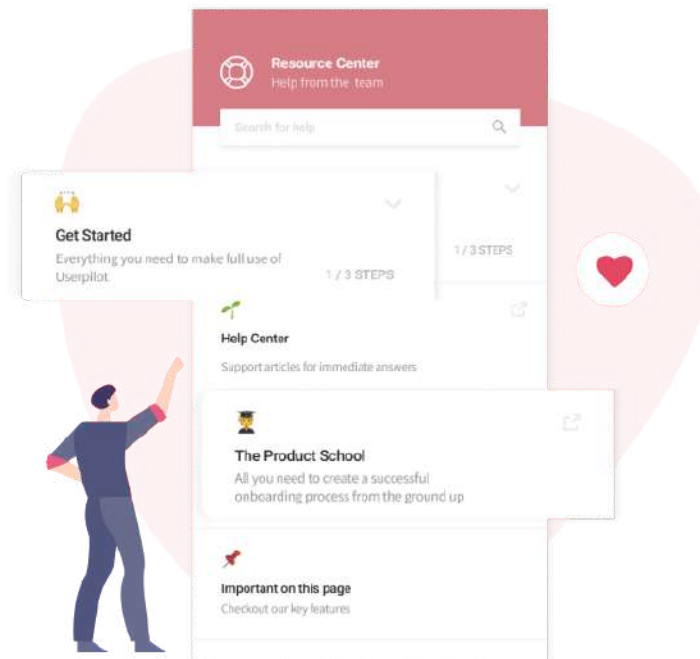 Resource Center
Help from the team
Search for help
Get Started
Everything you need to make full use of
Userpilot
1 / 3 STEPS
1 / 3 STEPS
Help Center
Support articles for immediate answers
The Product School
All you need to create a successful
onboarding process from the ground up
Important on this page
Checkout our key features